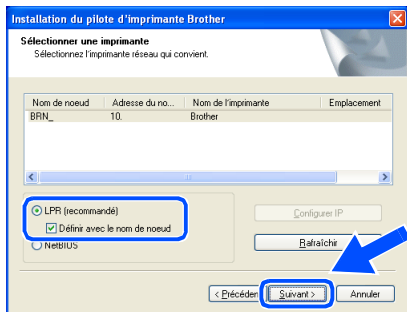 Installation du pilote d'imprimante Brother
Sélectionner une imprimante
Sélectionnez l'imprimante réseau qui convient.
Nom de noeud Adresse du no... Nom de l'imprimante Emplacement
BRN_ 10. Brother
LPR (recommandé)
Définir avec le nom de noeud
NetBIOS
Configurer IP
Rafraîchir
< Précéden Suivant > Annuler